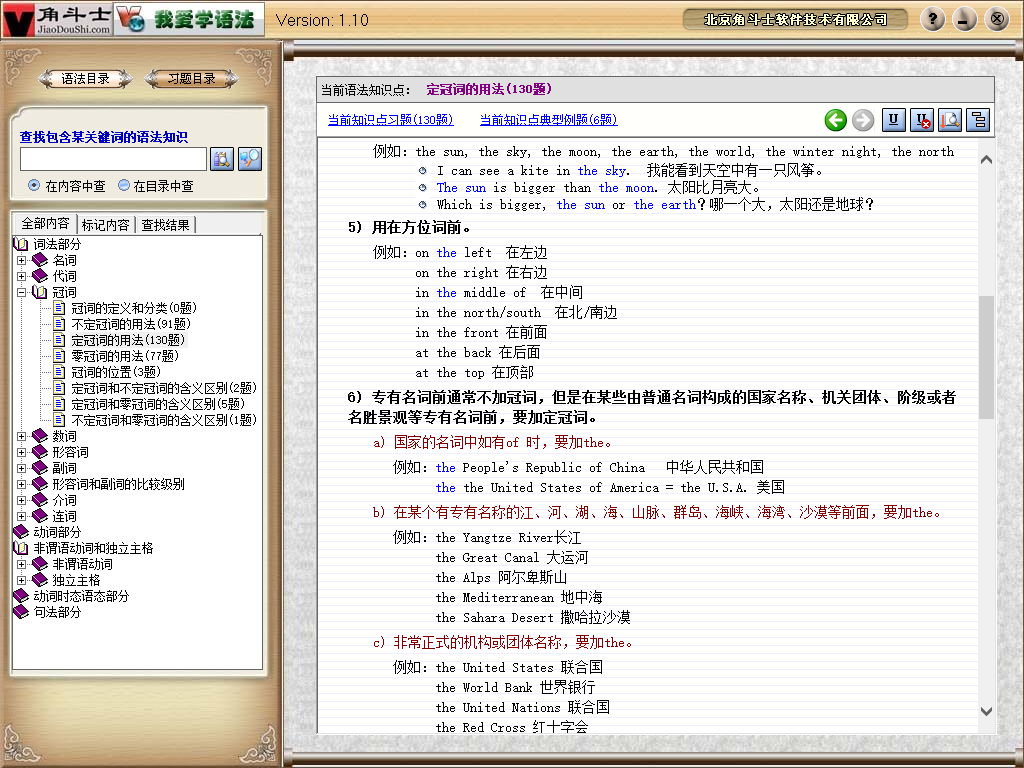 角斗士
JiaoDouShi.com
我爱学语法
Version: 1.10
北京角斗士软件技术有限公司
语法目录
习题目录
查找包含某关键词的语法知识
在内容中查
在目录中查
全部内容
标记内容
查找结果
词法部分
名词
代词
冠词
冠词的定义和分类(0题)
不定冠词的用法(91题)
定冠词的用法(130题)
零冠词的用法(77题)
冠词的位置(3题)
定冠词和不定冠词的含义区别(2题)
定冠词和零冠词的含义区别(5题)
不定冠词和零冠词的含义区别(1题)
数词
形容词
副词
形容词和副词的比较级别
介词
连词
动词部分
非谓语动词和独立主格
非谓语动词
独立主格
动词时态语态部分
句法部分
当前语法知识点： 定冠词的用法(130题)
当前知识点习题(130题)
当前知识点典型例题(6题)
例如：the sun, the sky, the moon, the earth, the world, the winter night, the north
I can see a kite in the sky. 我能看到天空中有一只风筝。
The sun is bigger than the moon. 太阳比月亮大。
Which is bigger, the sun or the earth？哪一个大，太阳还是地球？
5) 用在方位词前。
例如：on the left 在左边
on the right 在右边
in the middle of 在中间
in the north/south 在北/南边
in the front 在前面
at the back 在后面
at the top 在顶部
6) 专有名词前通常不加冠词，但是在某些由普通名词构成的国家名称、机关团体、阶级或者
名胜景观等专有名词前，要加定冠词。
a) 国家的名词中如有of 时，要加the。
例如：the People's Republic of China 中华人民共和国
the the United States of America = the U.S.A. 美国
b) 在某个有专有名称的江、河、湖、海、山脉、群岛、海峡、海湾、沙漠等前面，要加the。
例如：the Yangtze River长江
the Great Canal 大运河
the Alps 阿尔卑斯山
the Mediterranean 地中海
the Sahara Desert 撒哈拉沙漠
c) 非常正式的机构或团体名称，要加the。
例如：the United States 联合国
the World Bank 世界银行
the United Nations 联合国
the Red Cross 红十字会